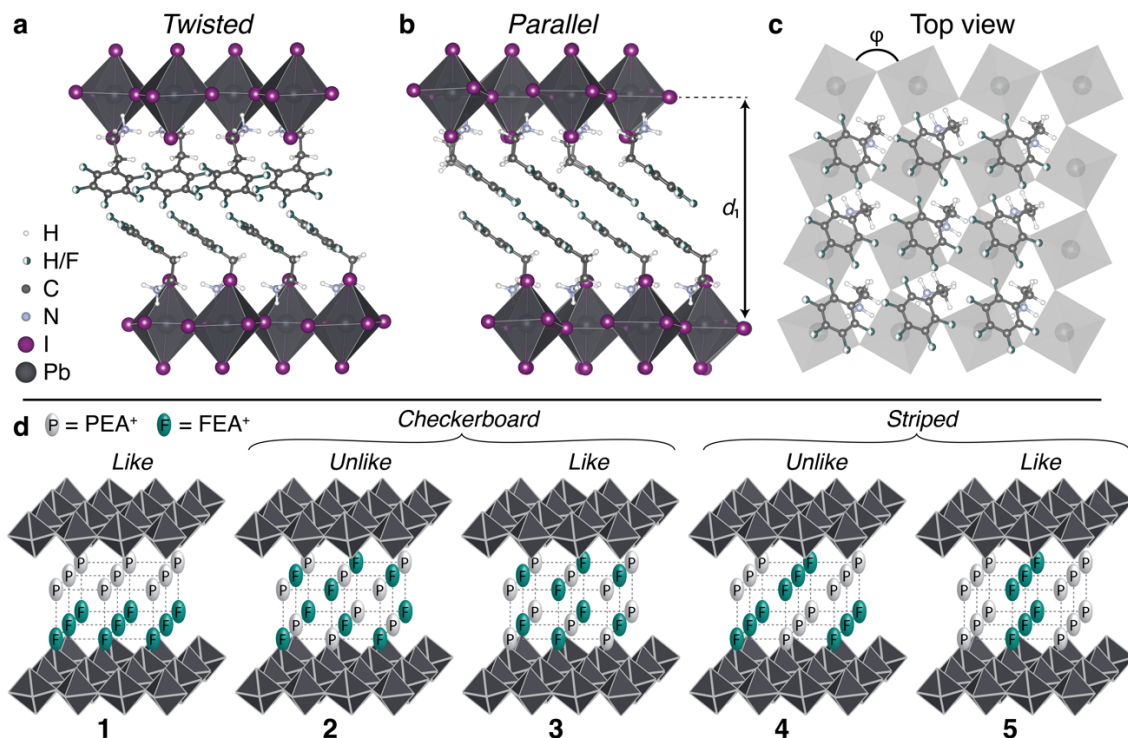 a Twisted
b Parallel
c Top view
φ
d₁
H
H/F
C
N
I
Pb
d P = PEA⁺ F = FEA⁺
Checkerboard Striped
Like Unlike Like Unlike Like
P P P P P P P P P F F F F F F F F F
P F P F P F P F P F P F P F P F P F
F P F P F P F P F P F P F P F P
P P P F F F P P P F F F P P P F F F
P P P F F F P P P P P P F F F P P P
1 2 3 4 5